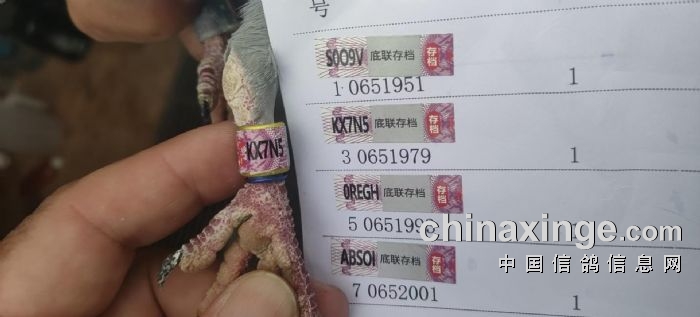 号
S0O9V 底联存档 存档
1 0651951 1
KX7N5
KX7N5 底联存档 存档
3 0651979 1
0REGH 底联存档 存档
5 065199
ABSOI 底联存档 存档
7 0652001 1
chinaxinge.com
中国信鸽信息网